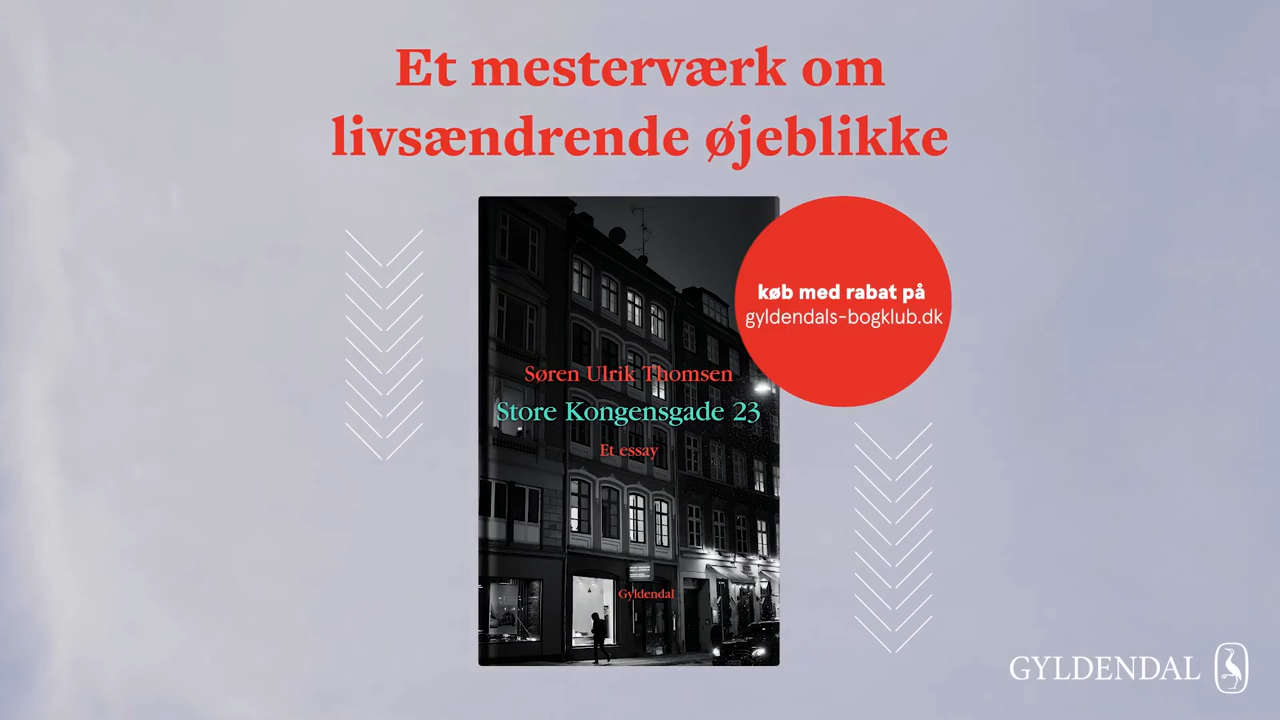 Et mesterværk om
livsændrende øjeblikke
køb med rabat på
gyldendals-bogklub.dk
Søren Ulrik Thomsen
Store Kongensgade 23
Et essay
Gyldendal
GYLDENDAL